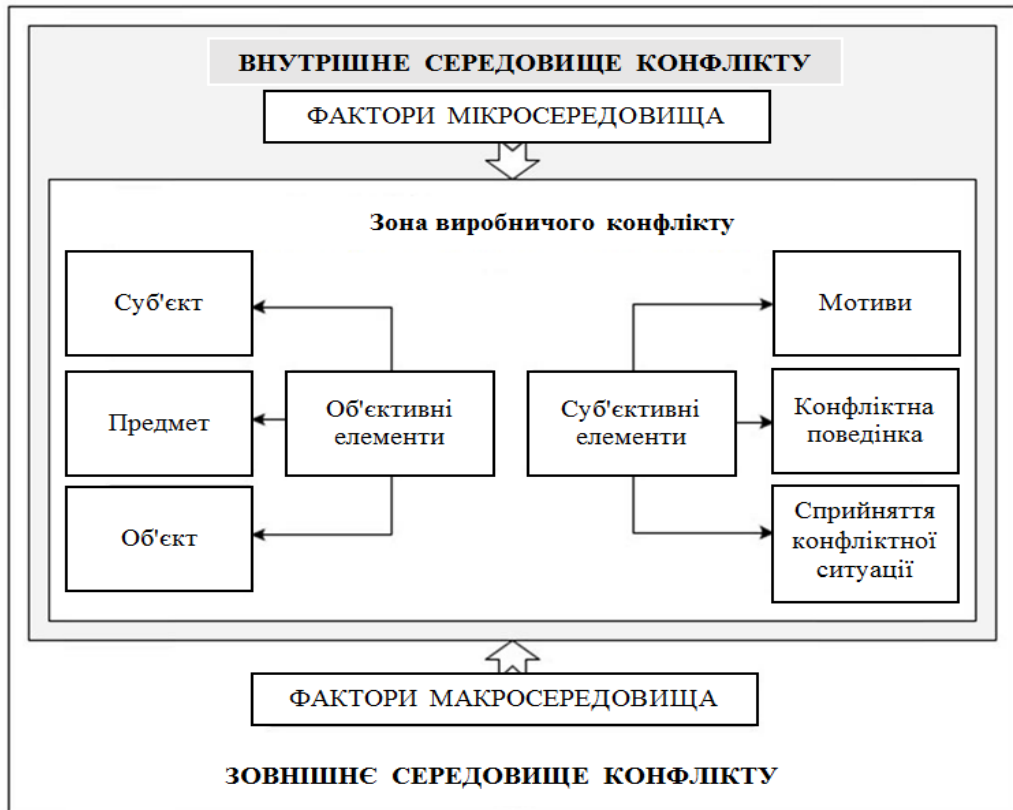 ВНУТРІШНЕ СЕРЕДОВИЩЕ КОНФЛІКТУ
ФАКТОРИ МІКРОСЕРЕДОВИЩА
Зона виробничого конфлікту
Суб'єкт
Предмет
Об'єкт
Об'єктивні
елементи
Суб'єктивні
елементи
Мотиви
Конфліктна
поведінка
Сприйняття
конфліктної
ситуації
ФАКТОРИ МАКРОСЕРЕДОВИЩА
ЗОВНІШНЄ СЕРЕДОВИЩЕ КОНФЛІКТУ